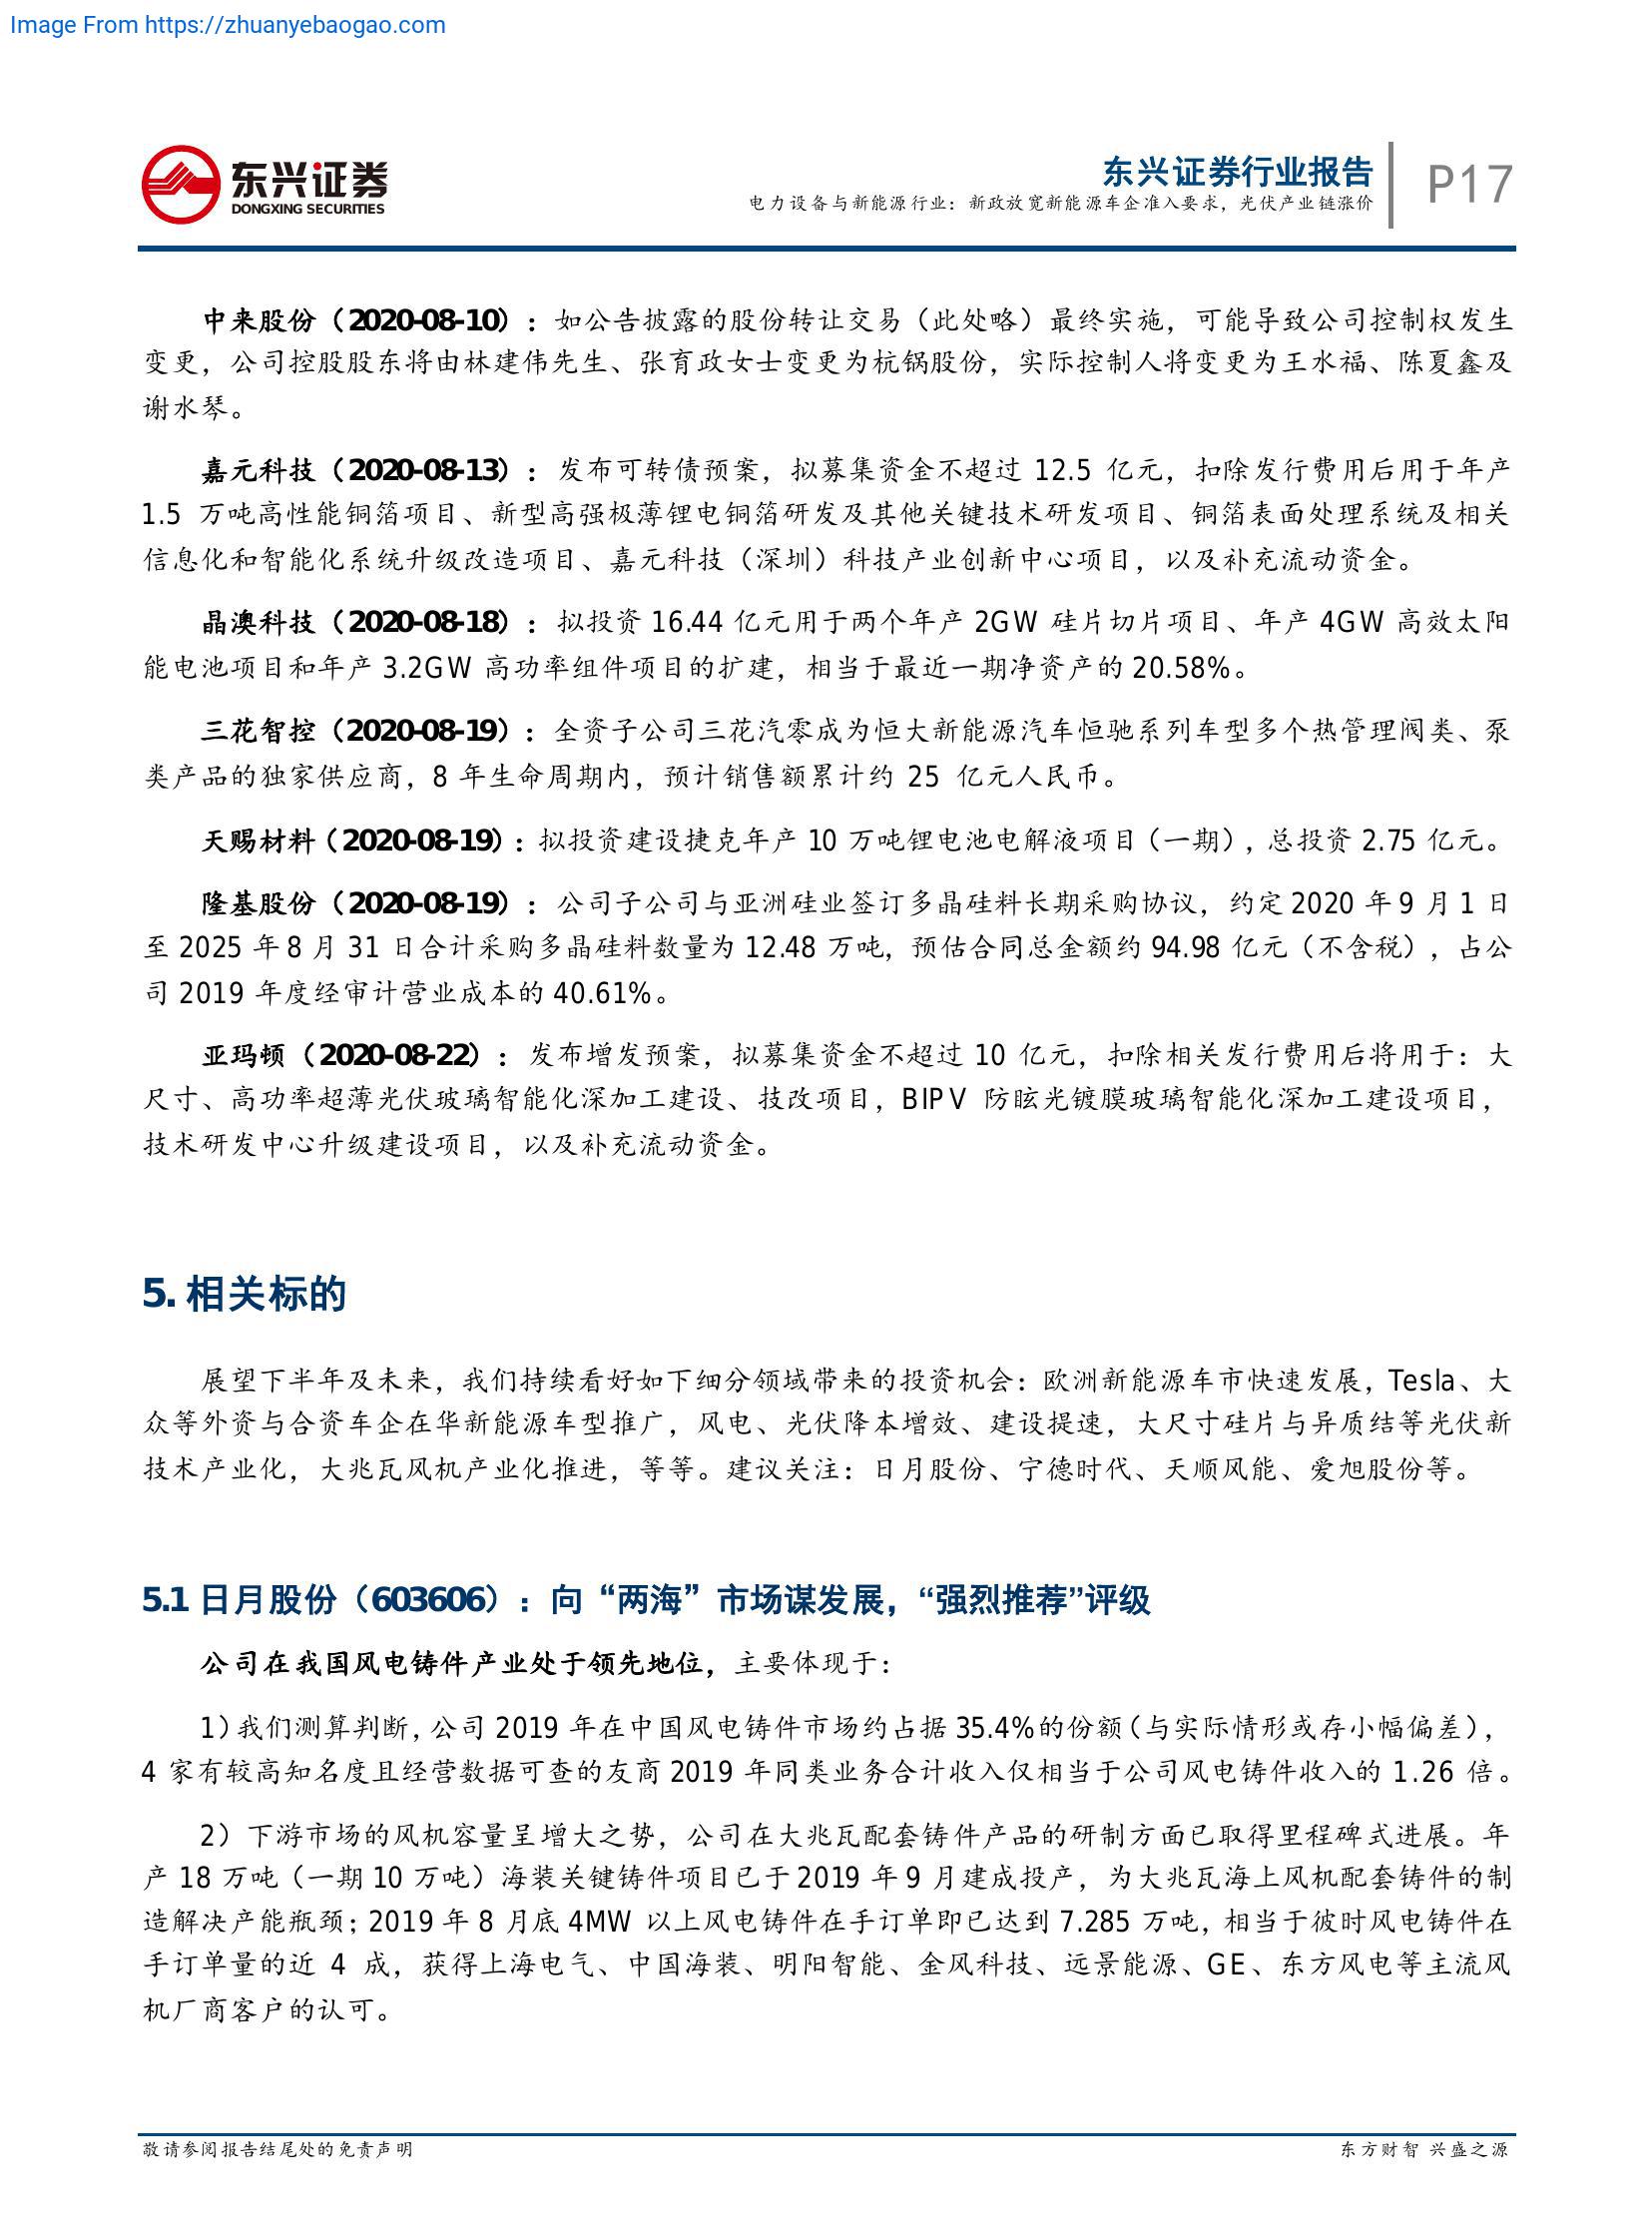 Image From https://zhuanyebaogao.com
东兴证券
DONGXING SECURITIES
东兴证券行业报告
电力设备与新能源行业：新政放宽新能源车企准入要求，光伏产业链涨价
P17
中来股份（2020-08-10）：如公告披露的股份转让交易（此处略）最终实施，可能导致公司控制权发生
变更，公司控股股东将由林建伟先生、张育政女士变更为杭锅股份，实际控制人将变更为王水福、陈夏鑫及
谢水琴。
嘉元科技（2020-08-13）：发布可转债预案，拟募集资金不超过 12.5 亿元，扣除发行费用后用于年产
1.5 万吨高性能铜箔项目、新型高强极薄锂电铜箔研发及其他关键技术研发项目、铜箔表面处理系统及相关
信息化和智能化系统升级改造项目、嘉元科技（深圳）科技产业创新中心项目，以及补充流动资金。
晶澳科技（2020-08-18）：拟投资 16.44 亿元用于两个年产 2GW 硅片切片项目、年产 4GW 高效太阳
能电池项目和年产 3.2GW 高功率组件项目的扩建，相当于最近一期净资产的 20.58%。
三花智控（2020-08-19）：全资子公司三花汽零成为恒大新能源汽车恒驰系列车型多个热管理阀类、泵
类产品的独家供应商，8 年生命周期内，预计销售额累计约 25 亿元人民币。
天赐材料（2020-08-19）：拟投资建设捷克年产 10 万吨锂电池电解液项目（一期），总投资 2.75 亿元。
隆基股份（2020-08-19）：公司子公司与亚洲硅业签订多晶硅料长期采购协议，约定 2020 年 9 月 1 日
至 2025 年 8 月 31 日合计采购多晶硅料数量为 12.48 万吨，预估合同总金额约 94.98 亿元（不含税），占公
司 2019 年度经审计营业成本的 40.61%。
亚玛顿（2020-08-22）：发布增发预案，拟募集资金不超过 10 亿元，扣除相关发行费用后将用于：大
尺寸、高功率超薄光伏玻璃智能化深加工建设、技改项目，BIPV 防眩光镀膜玻璃智能化深加工建设项目，
技术研发中心升级建设项目，以及补充流动资金。
5. 相关标的
展望下半年及未来，我们持续看好如下细分领域带来的投资机会：欧洲新能源车市快速发展，Tesla、大
众等外资与合资车企在华新能源车型推广，风电、光伏降本增效、建设提速，大尺寸硅片与异质结等光伏新
技术产业化，大兆瓦风机产业化推进，等等。建议关注：日月股份、宁德时代、天顺风能、爱旭股份等。
5.1 日月股份（603606）：向“两海”市场谋发展，“强烈推荐”评级
公司在我国风电铸件产业处于领先地位，主要体现于：
1）我们测算判断，公司 2019 年在中国风电铸件市场约占据 35.4%的份额（与实际情形或存小幅偏差），
4 家有较高知名度且经营数据可查的友商 2019 年同类业务合计收入仅相当于公司风电铸件收入的 1.26 倍。
2）下游市场的风机容量呈增大之势，公司在大兆瓦配套铸件产品的研制方面已取得里程碑式进展。年
产 18 万吨（一期 10 万吨）海装关键铸件项目已于 2019 年 9 月建成投产，为大兆瓦海上风机配套铸件的制
造解决产能瓶颈；2019 年 8 月底 4MW 以上风电铸件在手订单即已达到 7.285 万吨，相当于彼时风电铸件在
手订单量的近 4 成，获得上海电气、中国海装、明阳智能、金风科技、远景能源、GE、东方风电等主流风
机厂商客户的认可。
敬请参阅报告结尾处的免责声明
东方财智 兴盛之源